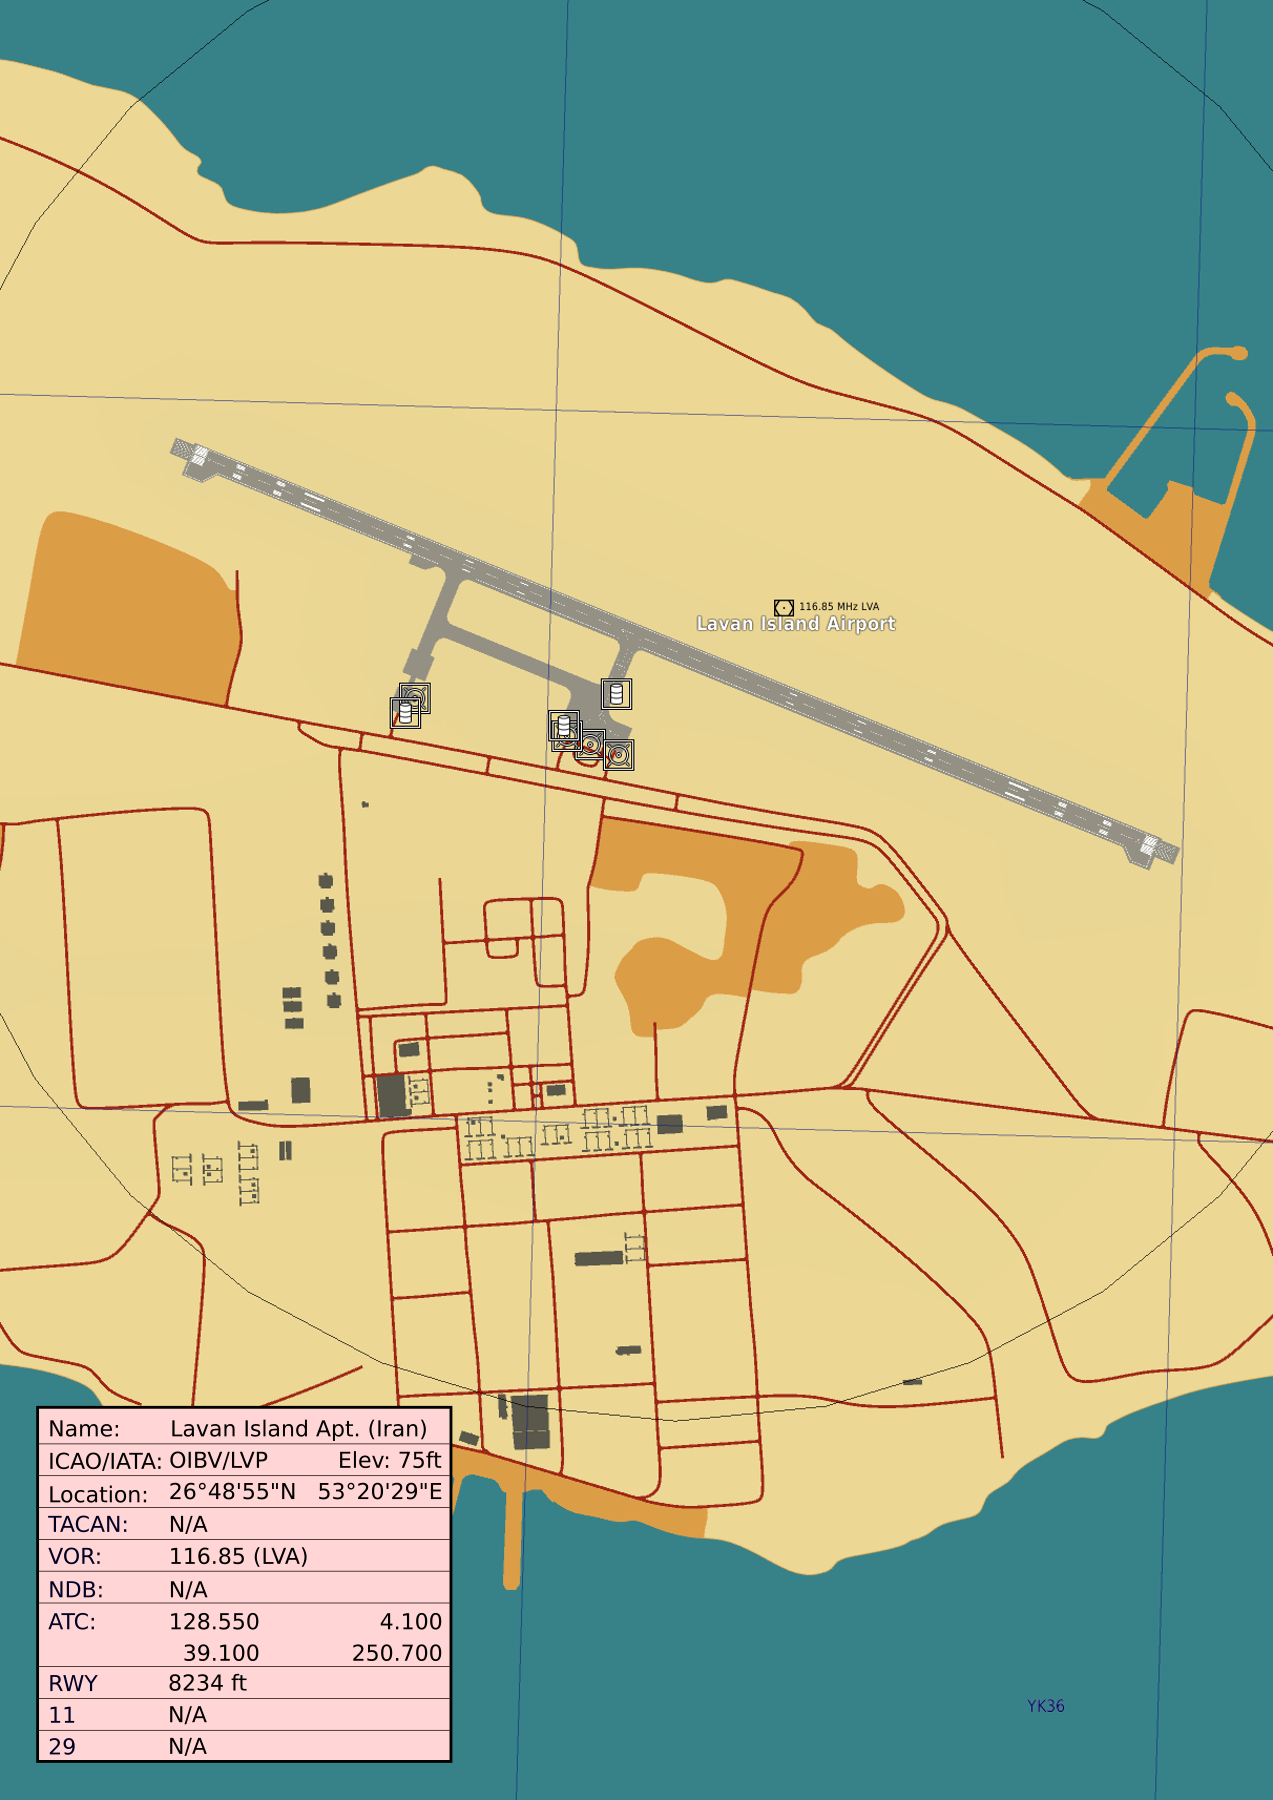 116.85 MHz LVA
Lavan Island Airport
Name: Lavan Island Apt. (Iran)
ICAO/IATA: OIBV/LVP Elev: 75ft
Location: 26°48'55"N 53°20'29"E
TACAN: N/A
VOR: 116.85 (LVA)
NDB: N/A
ATC: 128.550 4.100
39.100 250.700
RWY 8234 ft
11 N/A
29 N/A
YK36